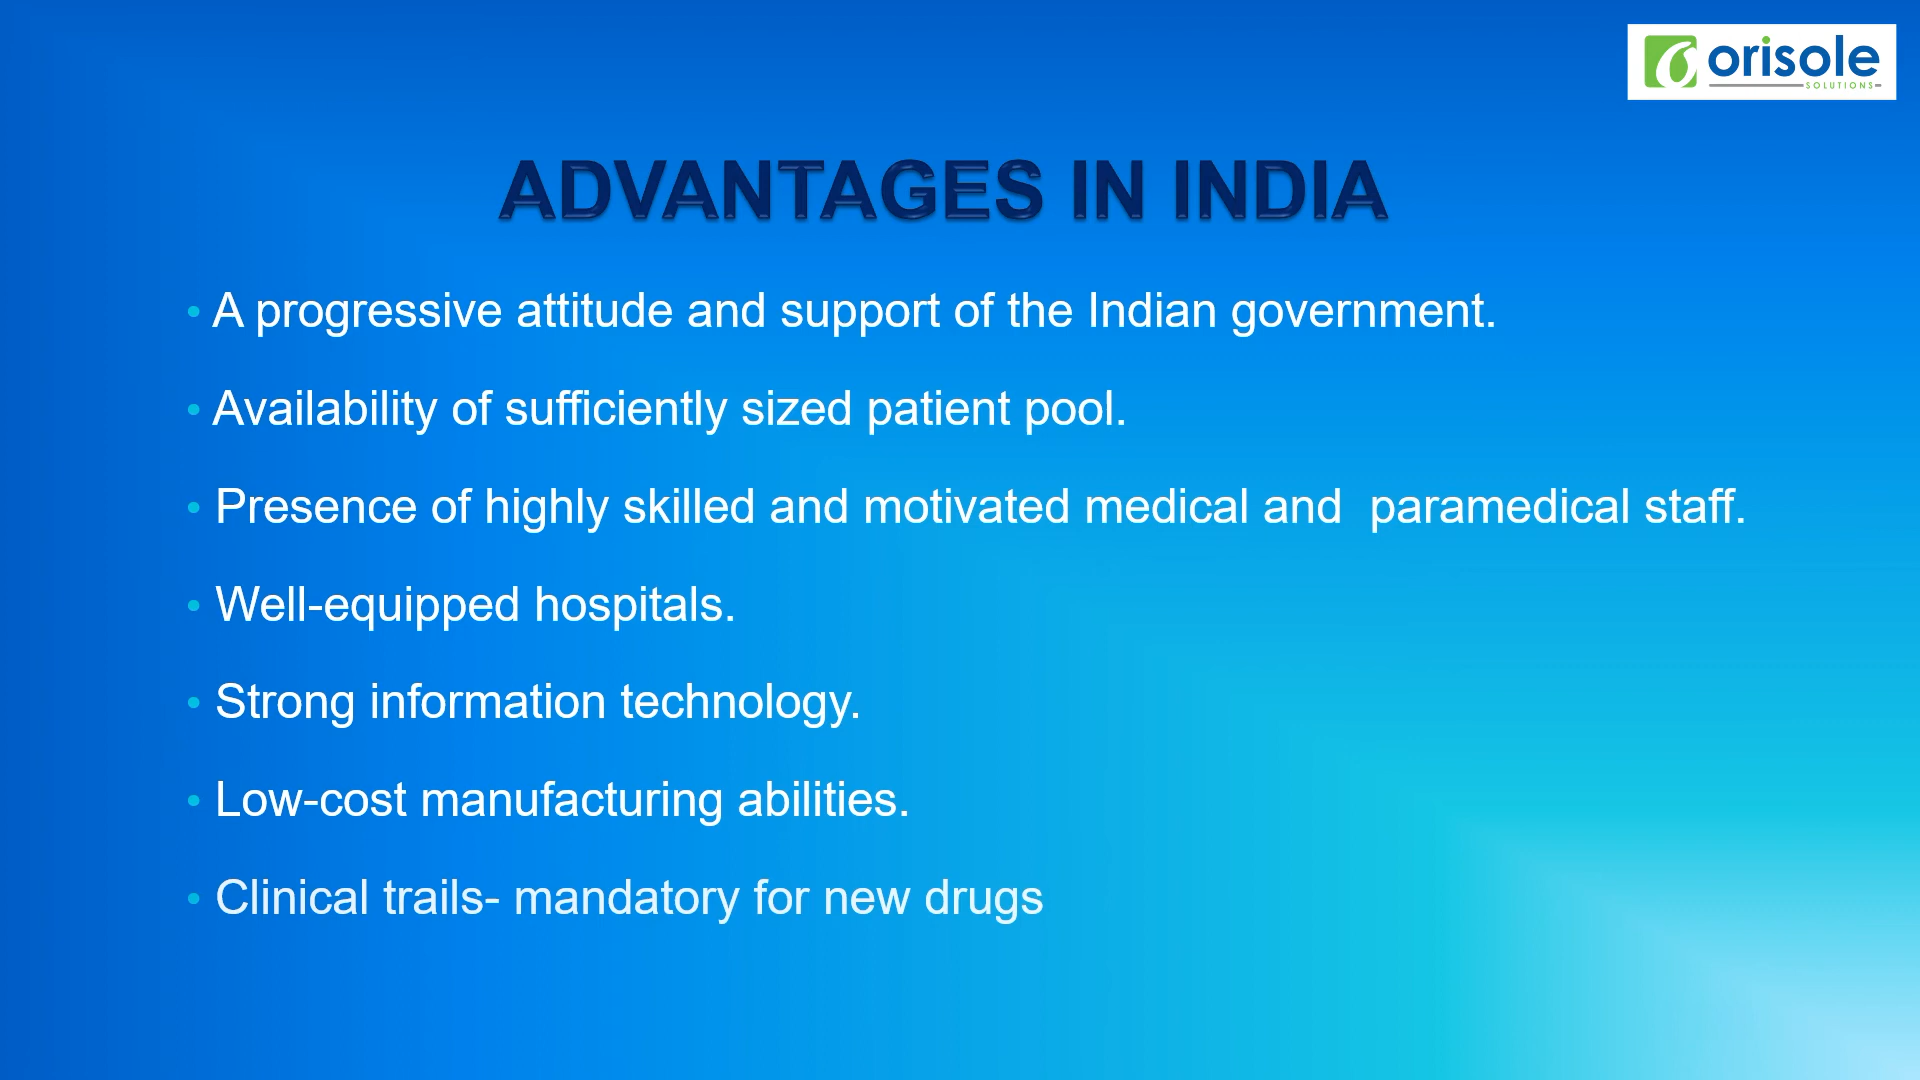 orisole
SOLUTIONS
ADVANTAGES IN INDIA
• A progressive attitude and support of the Indian government.
• Availability of sufficiently sized patient pool.
• Presence of highly skilled and motivated medical and  paramedical staff.
• Well-equipped hospitals.
• Strong information technology.
• Low-cost manufacturing abilities.
• Clinical trails- mandatory for new drugs